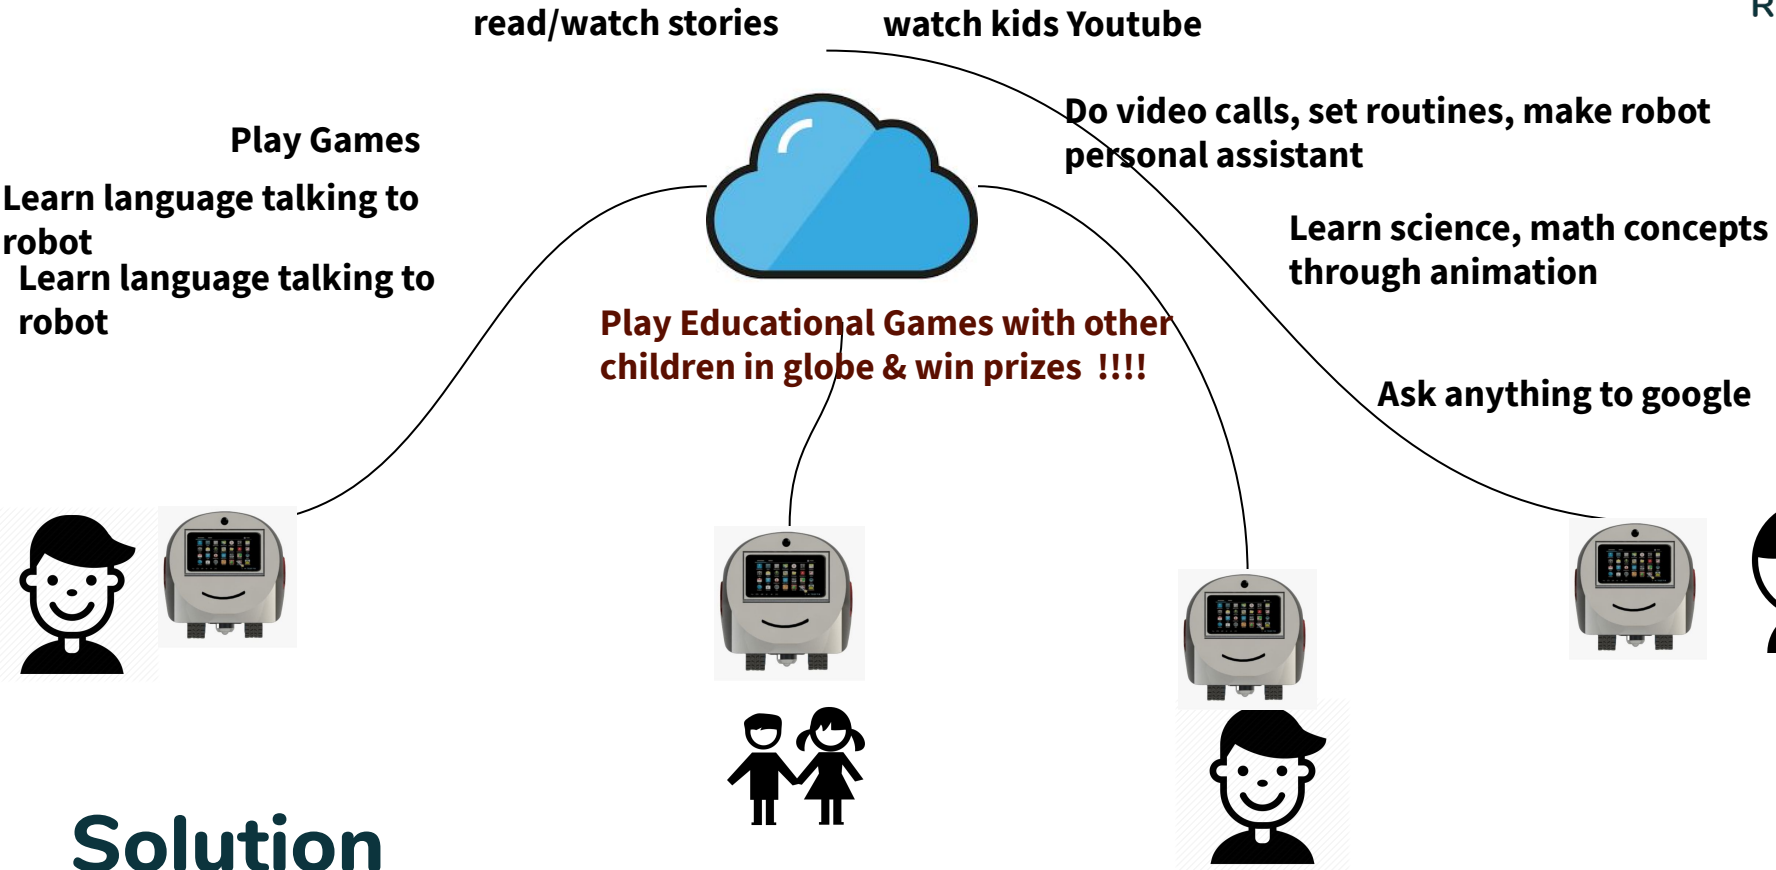 read/watch stories
watch kids Youtube
R
Do video calls, set routines, make robot
personal assistant
Play Games
Learn language talking to
robot
Learn language talking to
robot
Learn science, math concepts
through animation
Play Educational Games with other
children in globe & win prizes !!!!
Ask anything to google
Solution